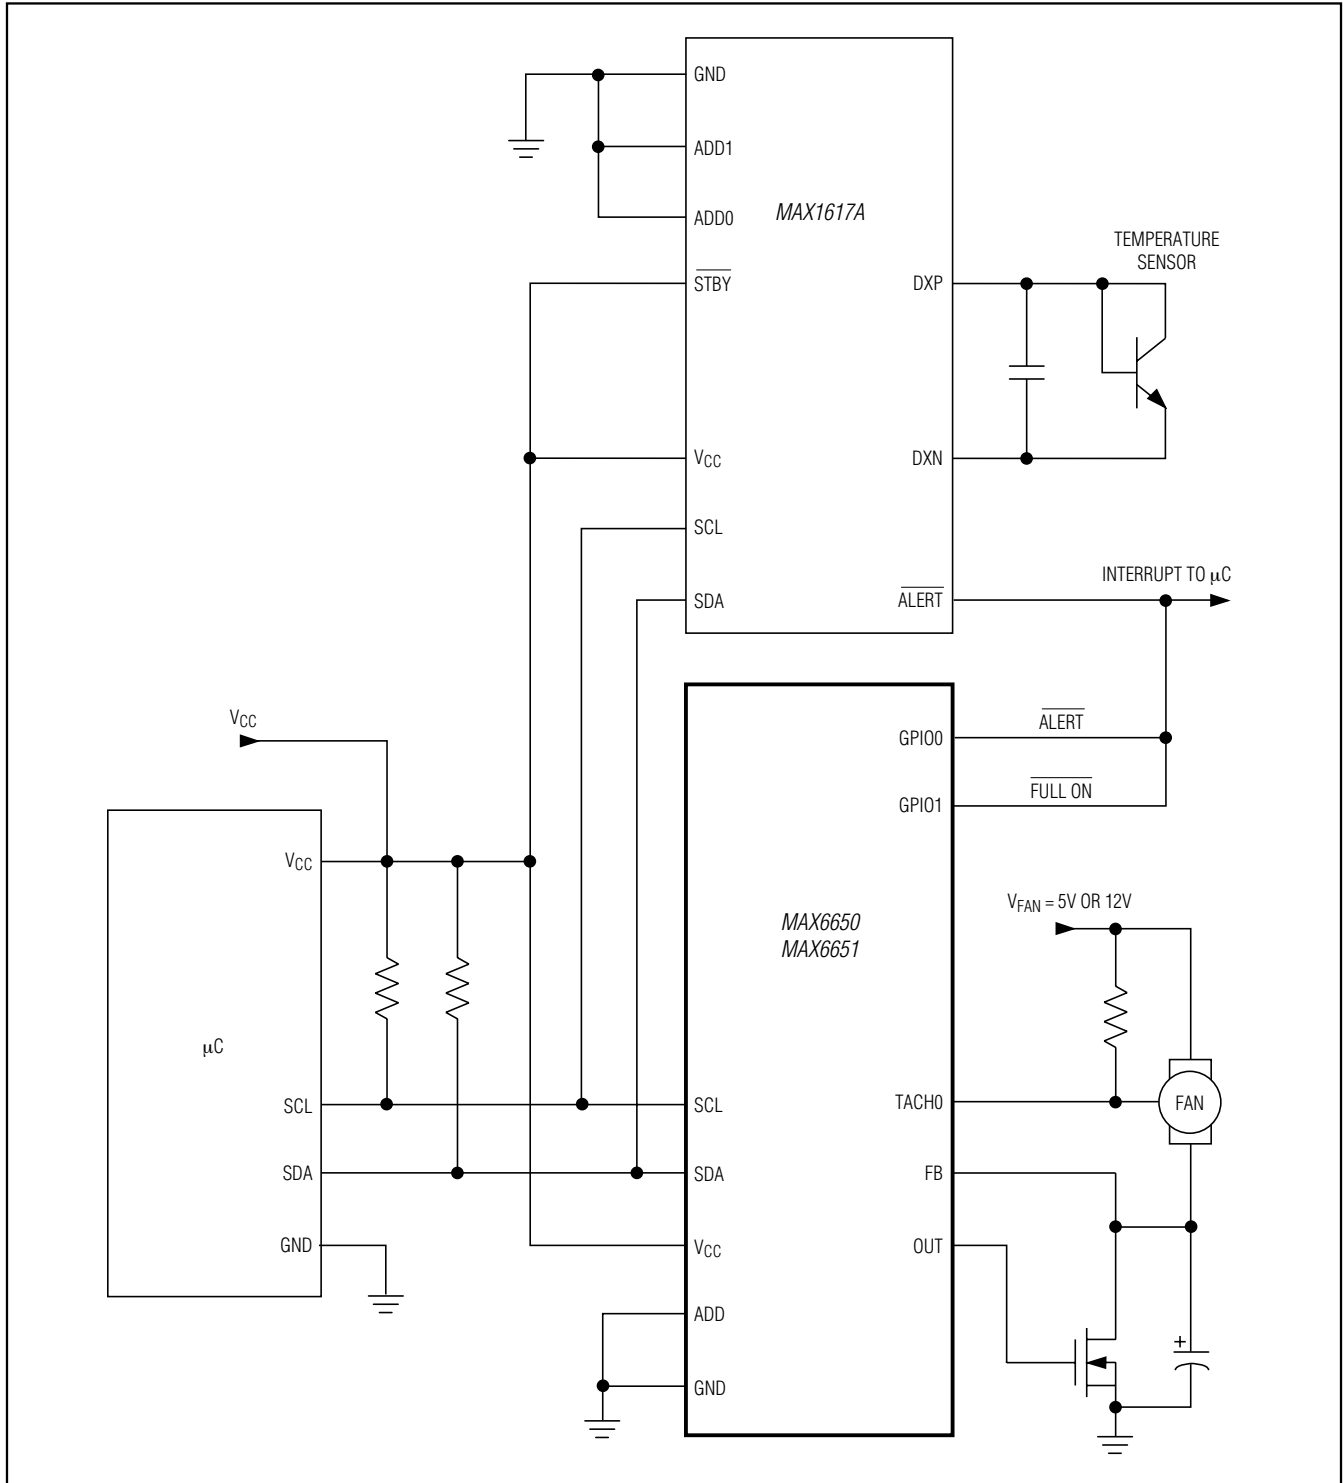 GND
ADD1
ADD0
MAX1617A
TEMPERATURE
SENSOR
STBY
DXP
VCC
DXN
SCL
INTERRUPT TO μC
SDA
ALERT
VCC
GPIO0
ALERT
GPIO1
FULL ON
VCC
VFAN = 5V OR 12V
MAX6650
MAX6651
μC
SCL
SCL
TACH0
FAN
SDA
SDA
FB
GND
VCC
OUT
ADD
+
GND